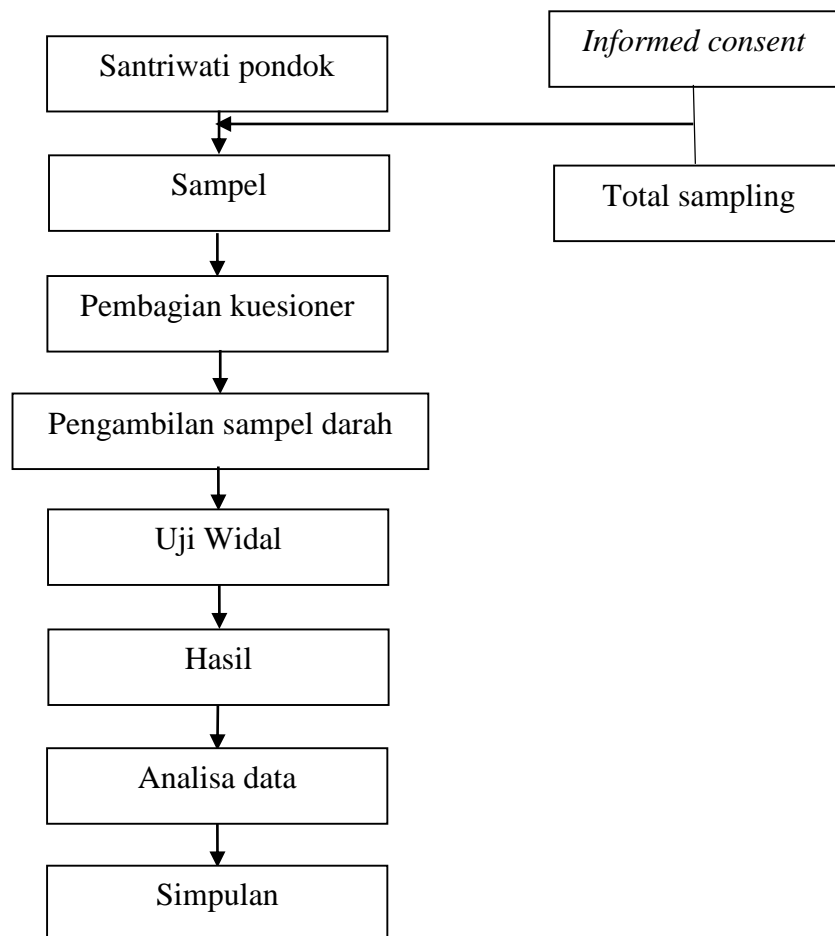 Santriwati pondok
Informed consent
Sampel
Total sampling
Pembagian kuesioner
Pengambilan sampel darah
Uji Widal
Hasil
Analisa data
Simpulan